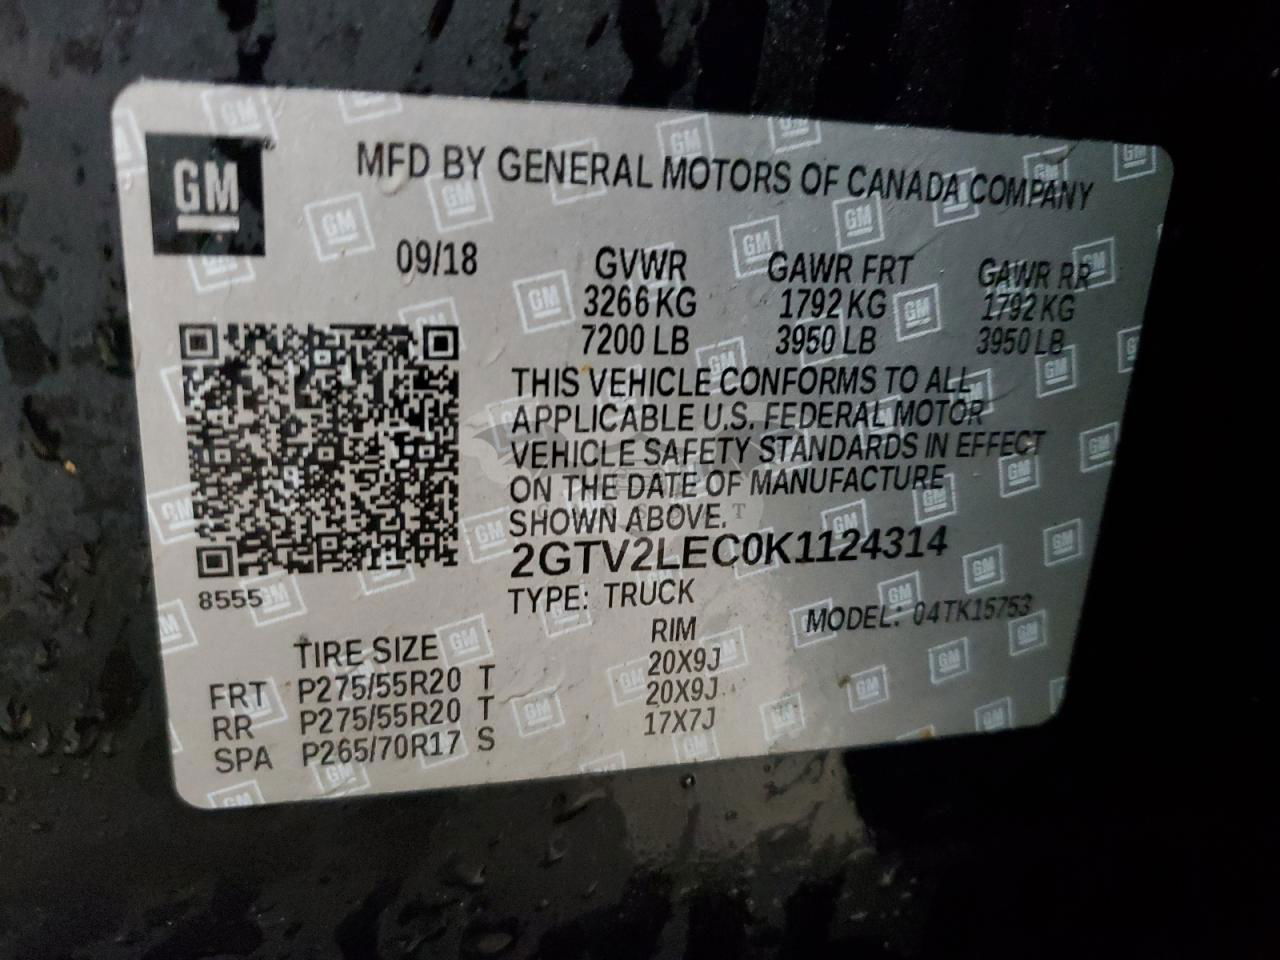 GM
MFD BY GENERAL MOTORS OF CANADA COMPANY
09/18 GVWR GAWR FRT GAWR RR
3266 KG 1792 KG 1792 KG
7200 LB 3950 LB 3950 LB
THIS VEHICLE CONFORMS TO ALL
APPLICABLE U.S. FEDERAL MOTOR
VEHICLE SAFETY STANDARDS IN EFFECT
ON THE DATE OF MANUFACTURE
SHOWN ABOVE.
2GTV2LEC0K1124314
8555
TYPE: TRUCK MODEL: 04TK15753
TIRE SIZE RIM
FRT P275/55R20 T 20X9J
RR P275/55R20 T 20X9J
SPA P265/70R17 S 17X7J